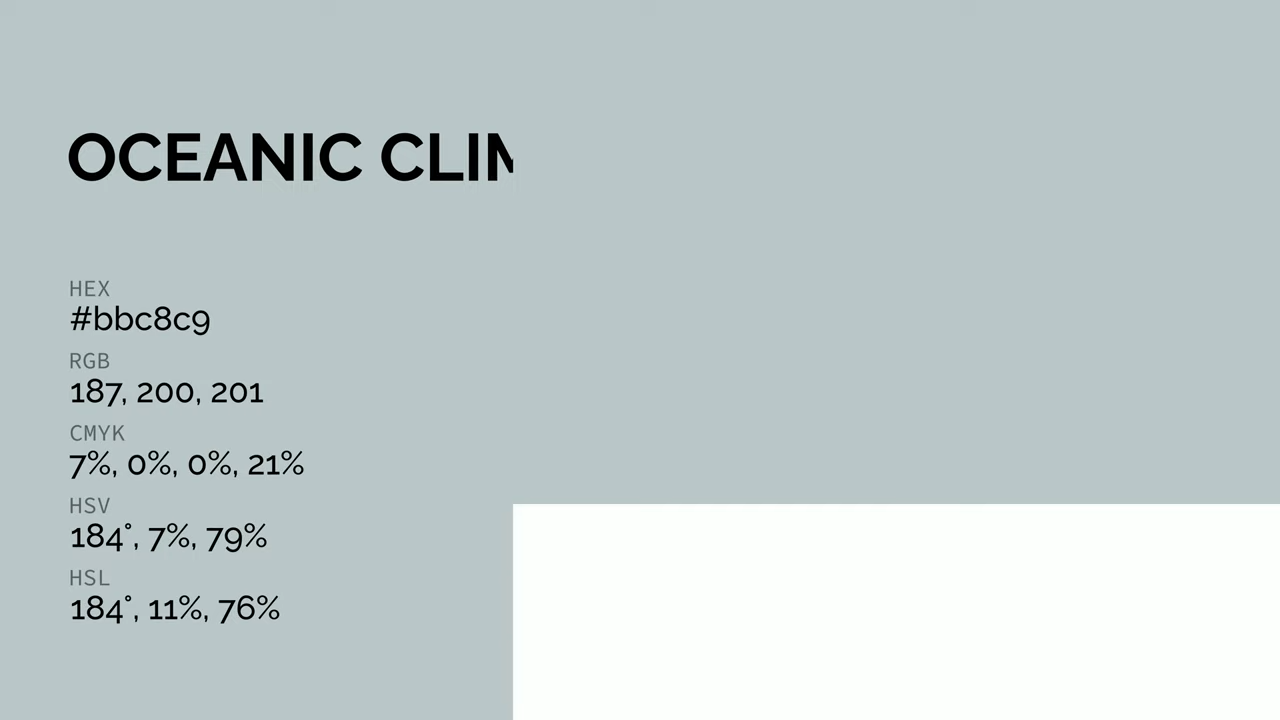 OCEANIC CLIM
HEX
#bbc8c9
RGB
187, 200, 201
CMYK
7%, 0%, 0%, 21%
HSV
184°, 7%, 79%
HSL
184°, 11%, 76%